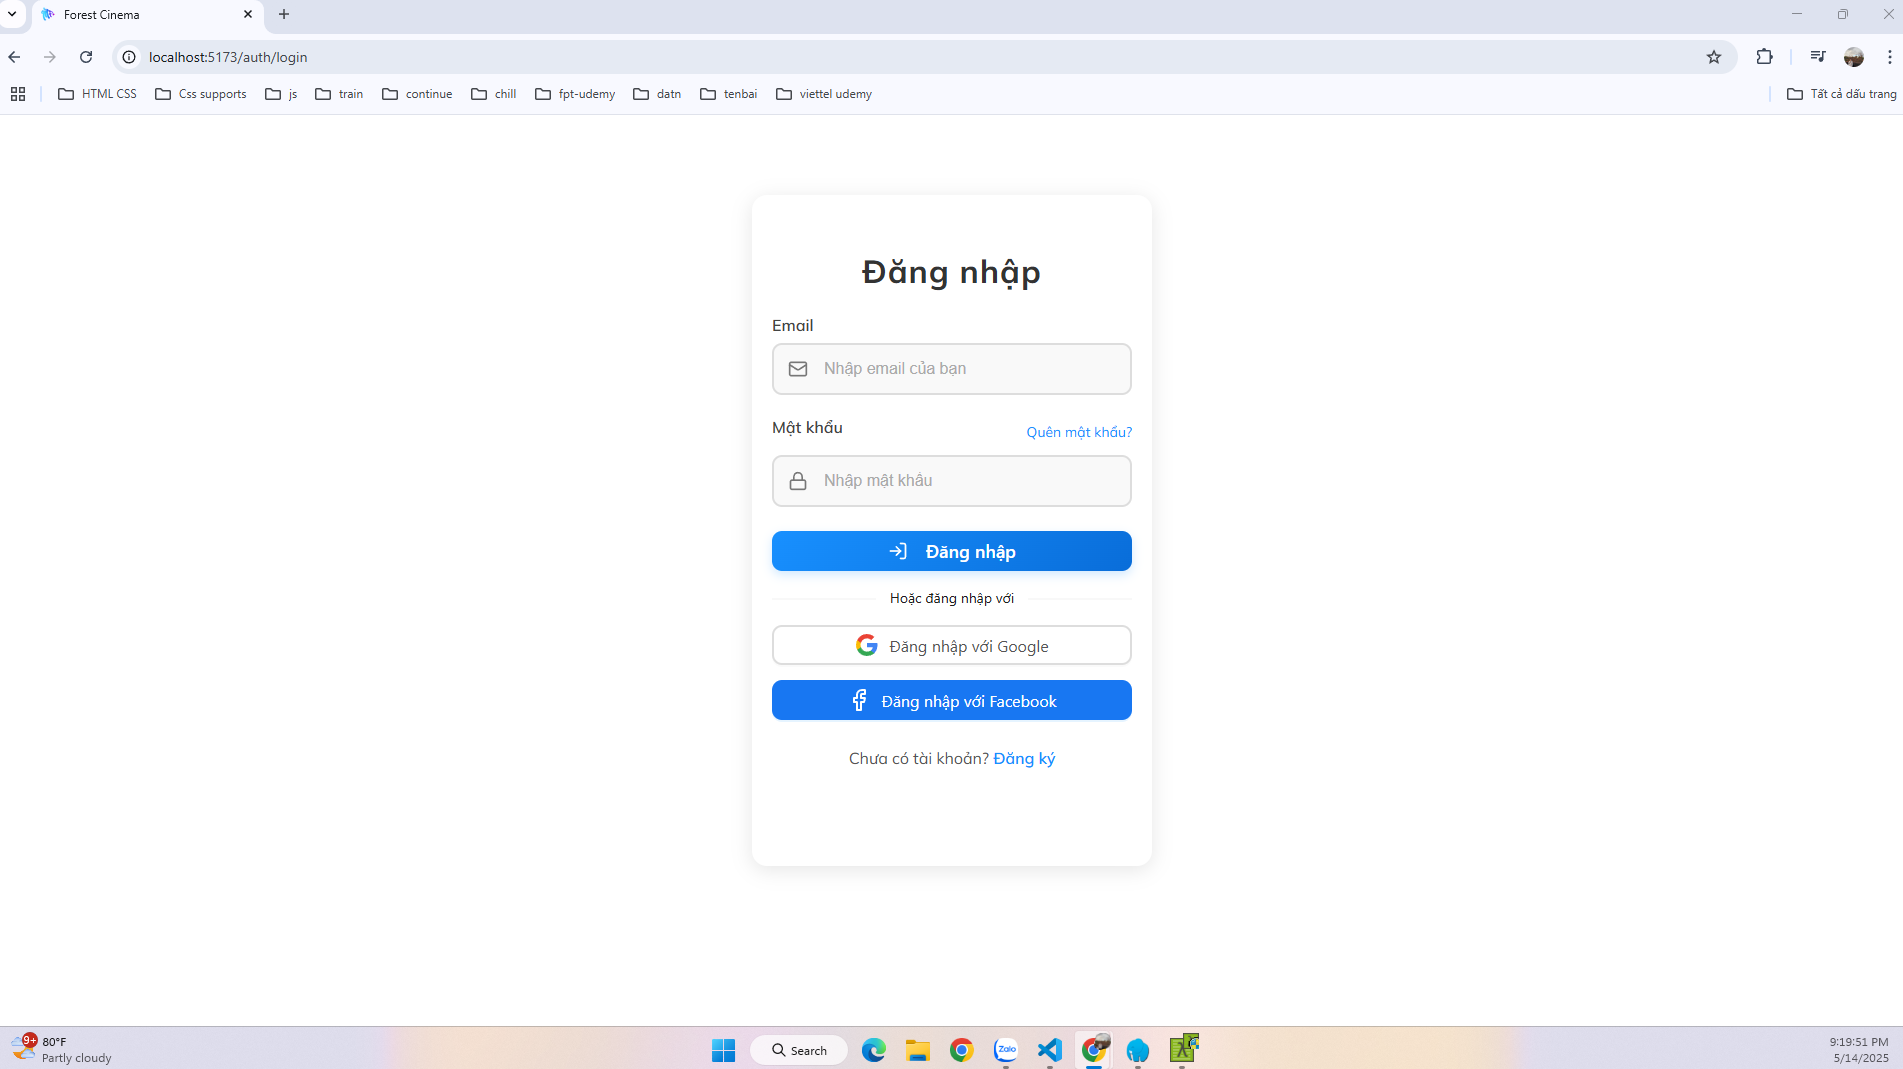 Forest Cinema
localhost:5173/auth/login
HTML CSS Css supports js train continue chill fpt-udemy datn tenbai viettel udemy Tất cả dấu trang
Đăng nhập
Email
Nhập email của bạn
Mật khẩu Quên mật khẩu?
Nhập mật khẩu
Đăng nhập
Hoặc đăng nhập với
Đăng nhập với Google
Đăng nhập với Facebook
Chưa có tài khoản? Đăng ký
9+
80°F
Partly cloudy
Search
Zalo
9:19:51 PM
5/14/2025